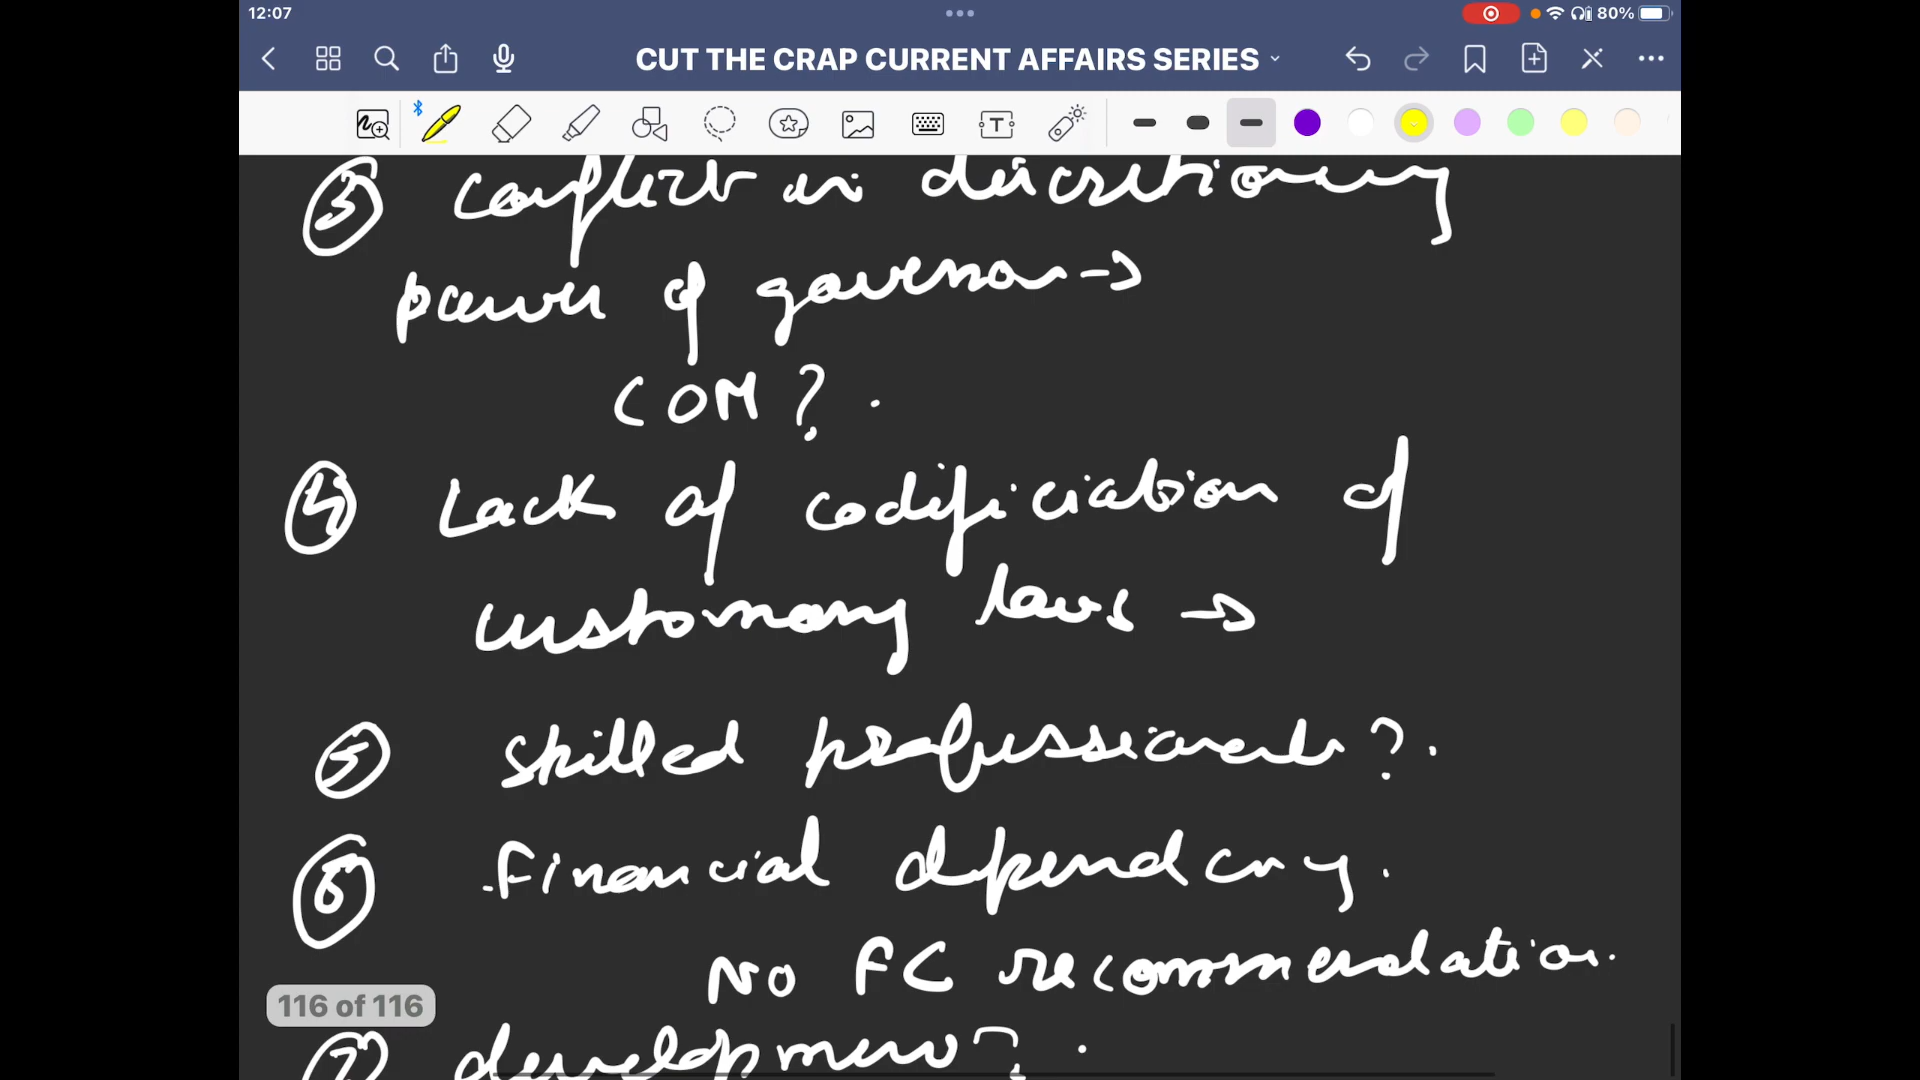 12:07
80%
CUT THE CRAP CURRENT AFFAIRS SERIES
③ conflict in discretionary
power of governor →
COM ? .
④ Lack of codificiation of
customary laws →
⑤ skilled professionals ? .
⑥ Financial dependency .
No FC recommendation .
116 of 116
⑦ development ? .